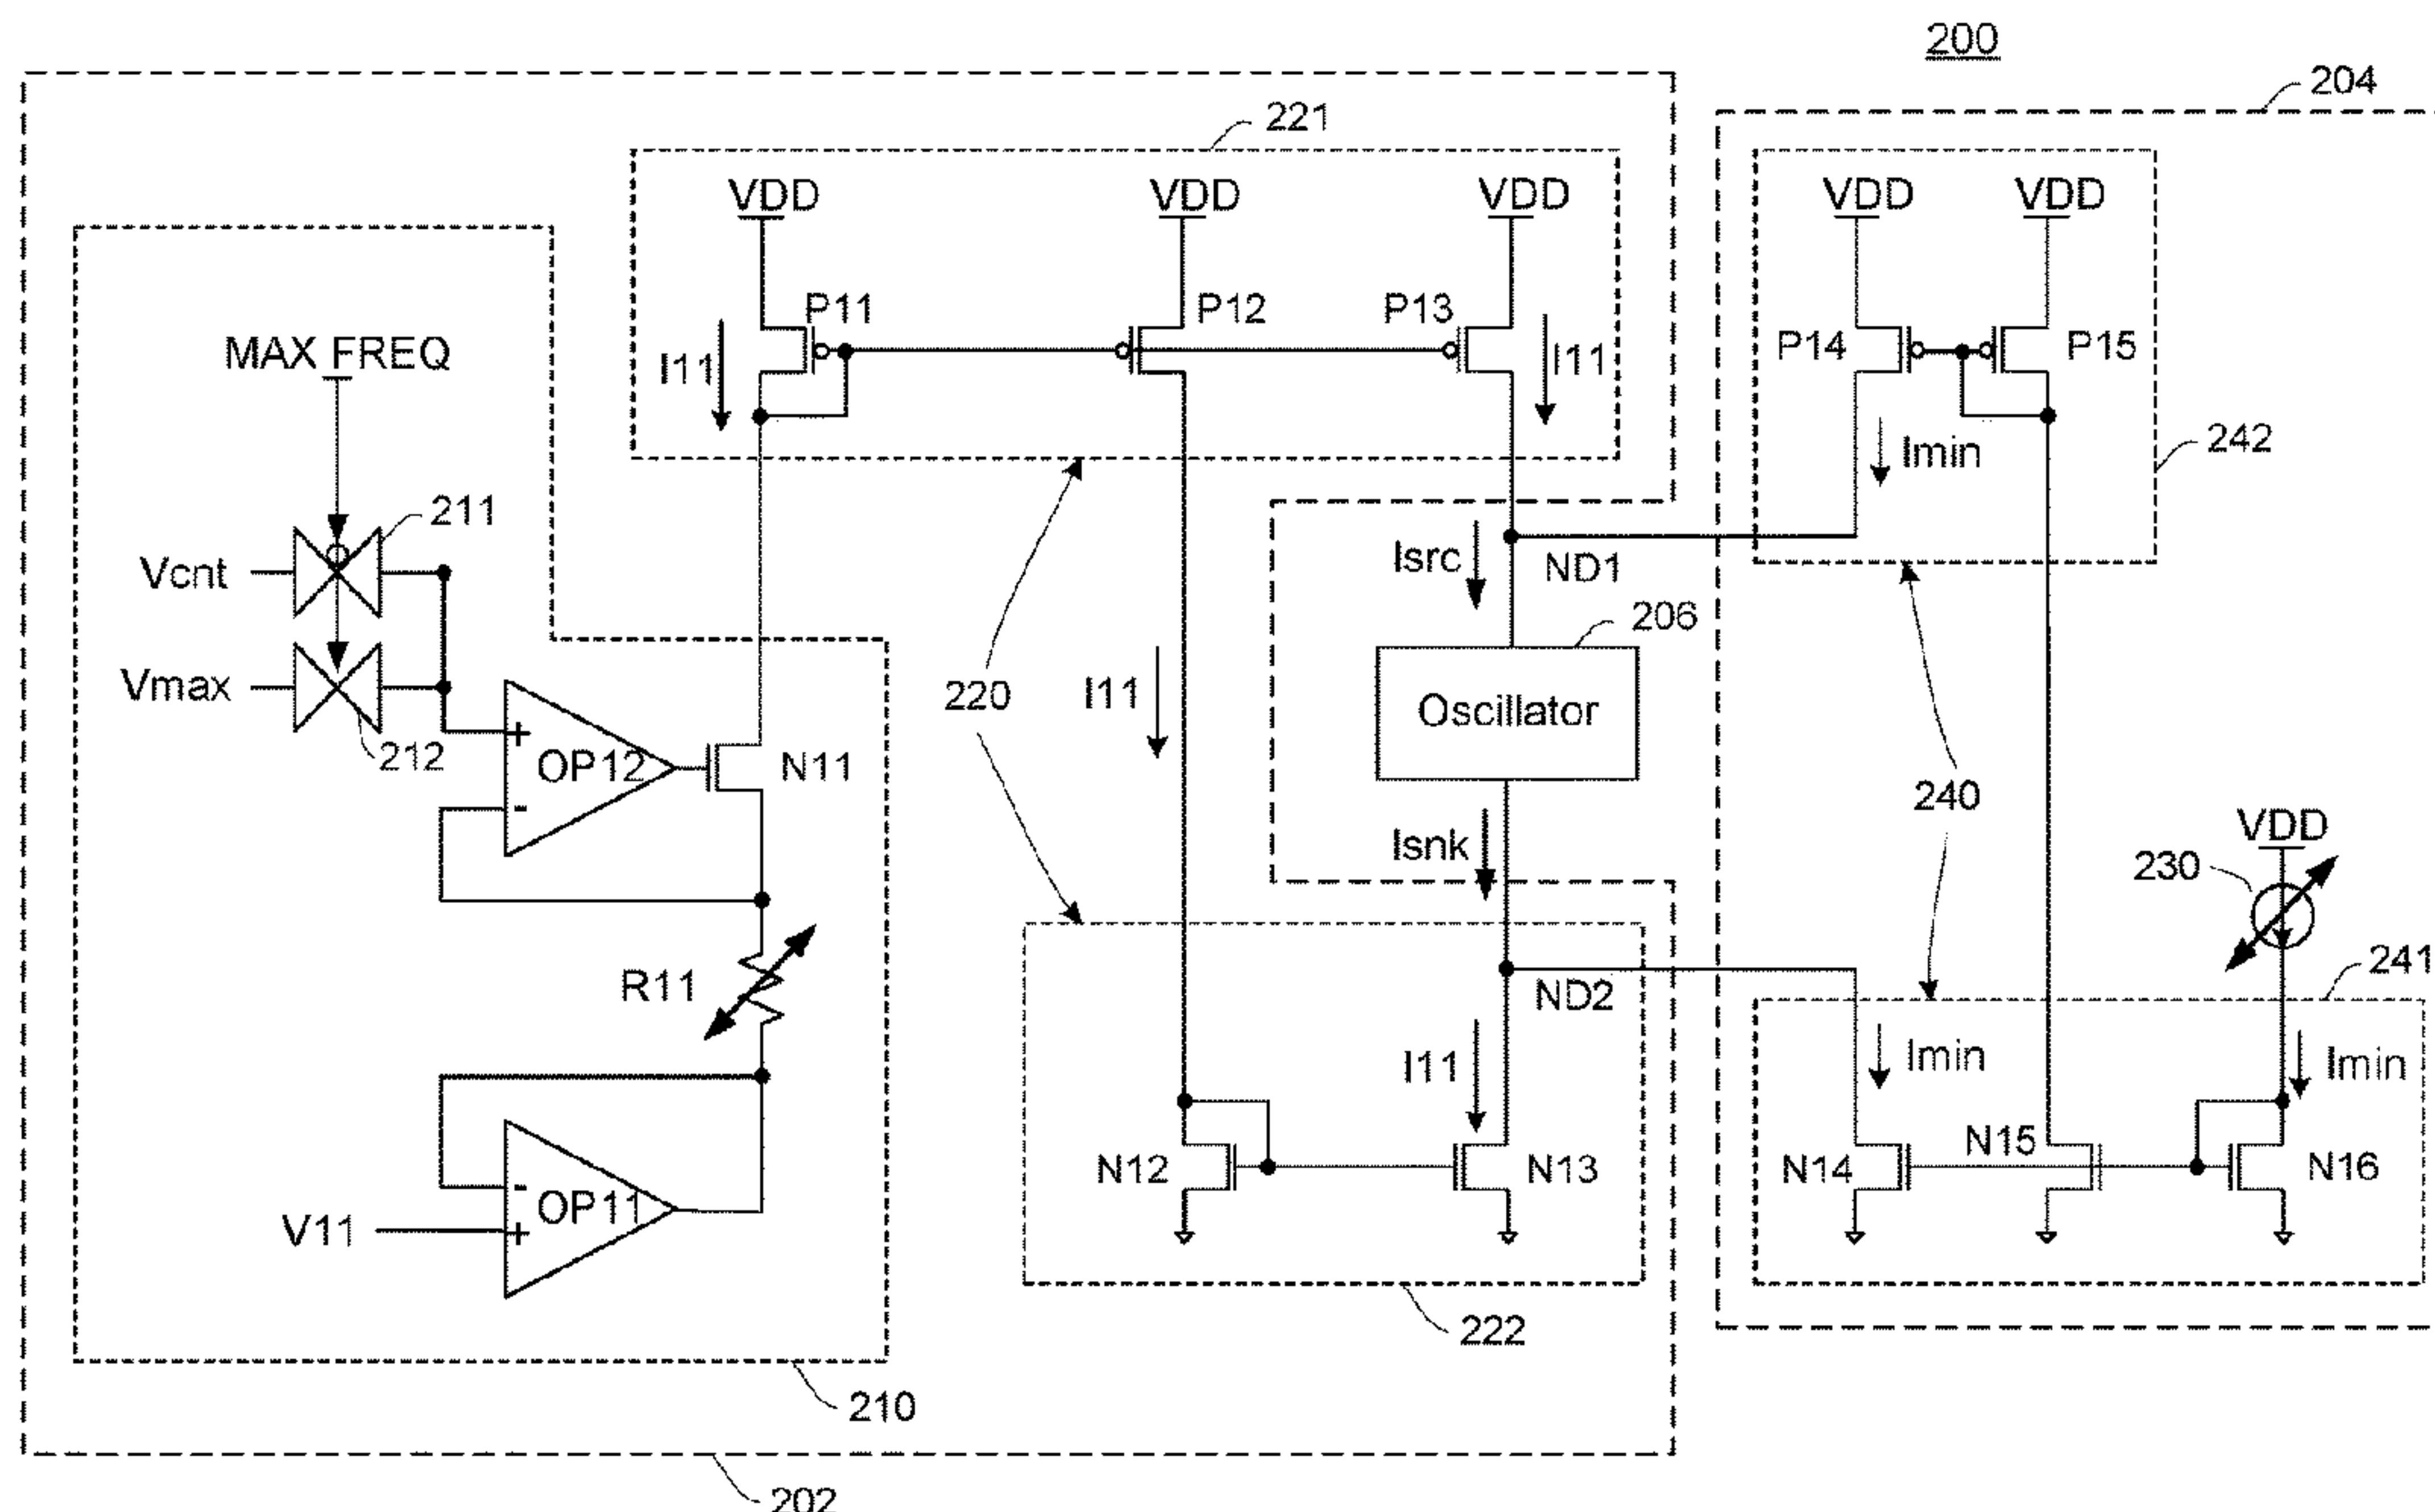 200
204
221
VDD
VDD
VDD
VDD
VDD
P11
P12
P13
P14
P15
MAX FREQ
I11
I11
Imin
242
211
Vcnt
Isrc
ND1
206
Vmax
220
I11
Oscillator
212
OP12
+
-
N11
240
VDD
Isnk
230
241
R11
ND2
I11
Imin
Imin
N12
N13
N14
N15
N16
-
OP11
+
V11
222
210
202